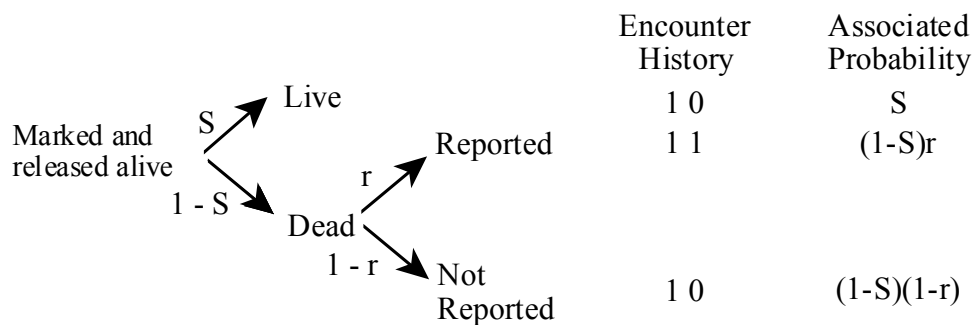 Encounter History
Associated Probability
Live
1 0
S
S
Marked and
released alive
Reported
1 1
(1-S)r
r
1 - S
Dead
1 - r
Not
Reported
1 0
(1-S)(1-r)